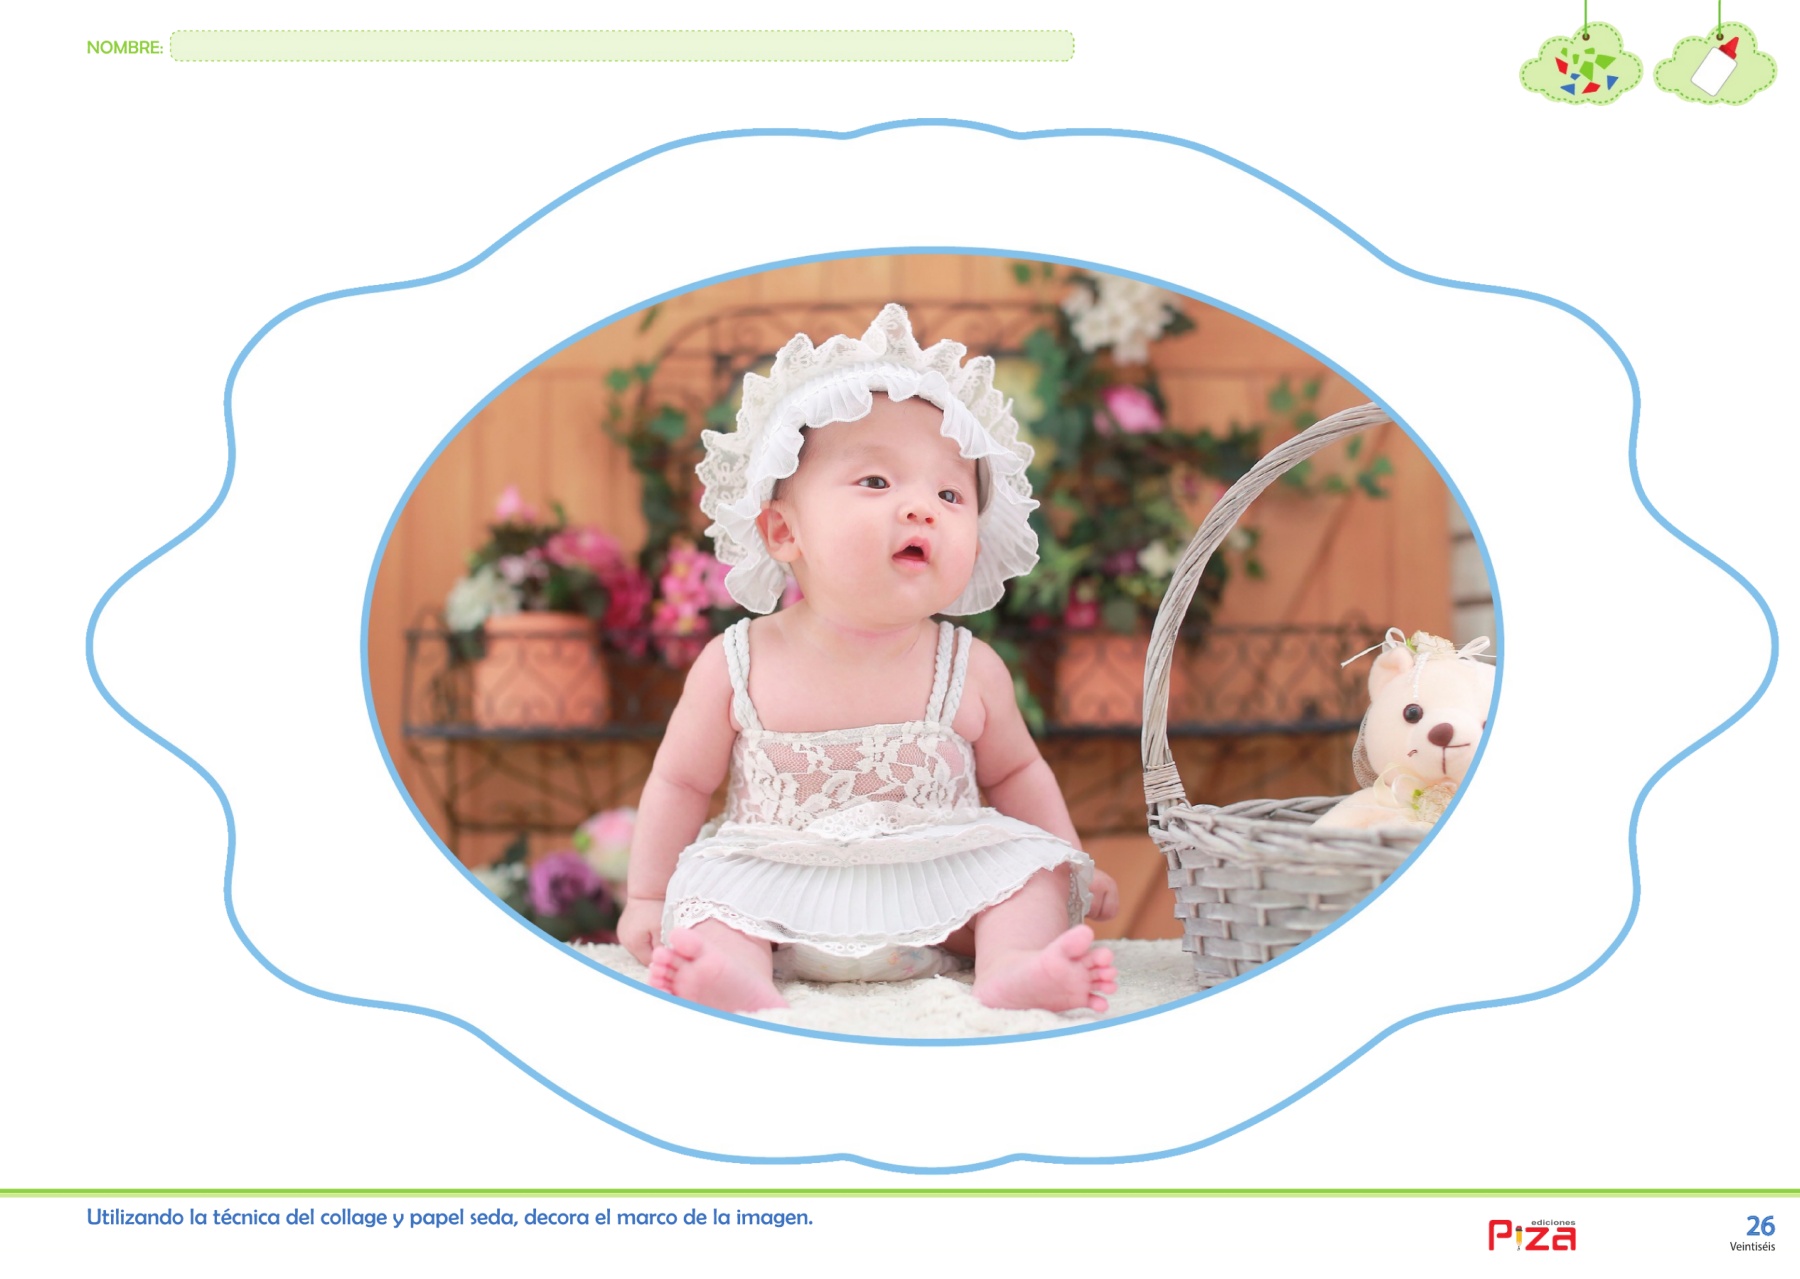 NOMBRE:
Utilizando la técnica del collage y papel seda, decora el marco de la imagen.
ediciones
Piza
26
Veintiséis